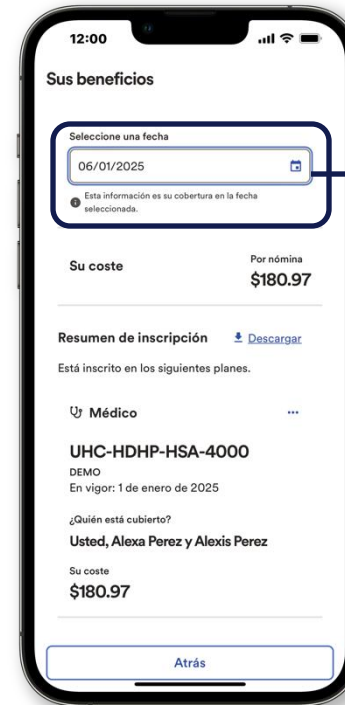 12:00
Sus beneficios
Seleccione una fecha
06/01/2025
Esta información es su cobertura en la fecha
seleccionada.
Su coste
Por nómina
$180.97
Resumen de inscripción
Descargar
Está inscrito en los siguientes planes.
Médico
UHC-HDHP-HSA-4000
DEMO
En vigor: 1 de enero de 2025
¿Quién está cubierto?
Usted, Alexa Perez y Alexis Perez
Su coste
$180.97
Atrás